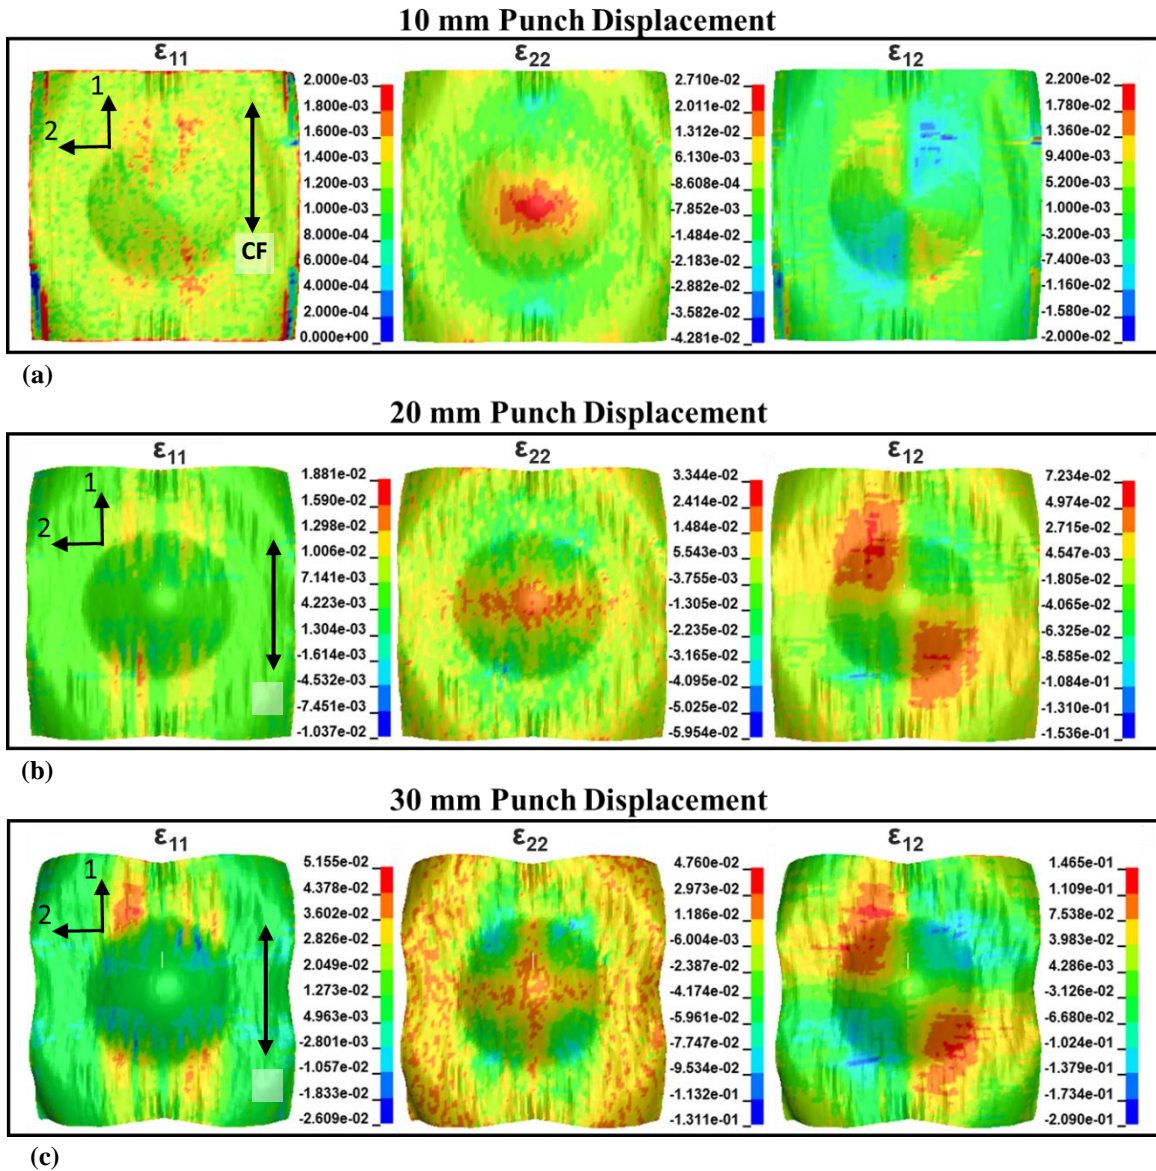 10 mm Punch Displacement
ε11
ε22
ε12
1
2
CF
2.000e-03
1.800e-03
1.600e-03
1.400e-03
1.200e-03
1.000e-03
8.000e-04
6.000e-04
4.000e-04
2.000e-04
0.000e+00
2.710e-02
2.011e-02
1.312e-02
6.130e-03
-8.608e-04
-7.852e-03
-1.484e-02
-2.183e-02
-2.882e-02
-3.582e-02
-4.281e-02
2.200e-02
1.780e-02
1.360e-02
9.400e-03
5.200e-03
1.000e-03
-3.200e-03
-7.400e-03
-1.160e-02
-1.580e-02
-2.000e-02
(a)
20 mm Punch Displacement
ε11
ε22
ε12
1
2
1.881e-02
1.590e-02
1.298e-02
1.006e-02
7.141e-03
4.223e-03
1.304e-03
-1.614e-03
-4.532e-03
-7.451e-03
-1.037e-02
3.344e-02
2.414e-02
1.484e-02
5.543e-03
-3.755e-03
-1.305e-02
-2.235e-02
-3.165e-02
-4.095e-02
-5.025e-02
-5.954e-02
7.234e-02
4.974e-02
2.715e-02
4.547e-03
-1.805e-02
-4.065e-02
-6.325e-02
-8.585e-02
-1.084e-01
-1.310e-01
-1.536e-01
(b)
30 mm Punch Displacement
ε11
ε22
ε12
1
2
5.155e-02
4.378e-02
3.602e-02
2.826e-02
2.049e-02
1.273e-02
4.963e-03
-2.801e-03
-1.057e-02
-1.833e-02
-2.609e-02
4.760e-02
2.973e-02
1.186e-02
-6.004e-03
-2.387e-02
-4.174e-02
-5.961e-02
-7.747e-02
-9.534e-02
-1.132e-01
-1.311e-01
1.465e-01
1.109e-01
7.538e-02
3.983e-02
4.286e-03
-3.126e-02
-6.680e-02
-1.024e-01
-1.379e-01
-1.734e-01
-2.090e-01
(c)